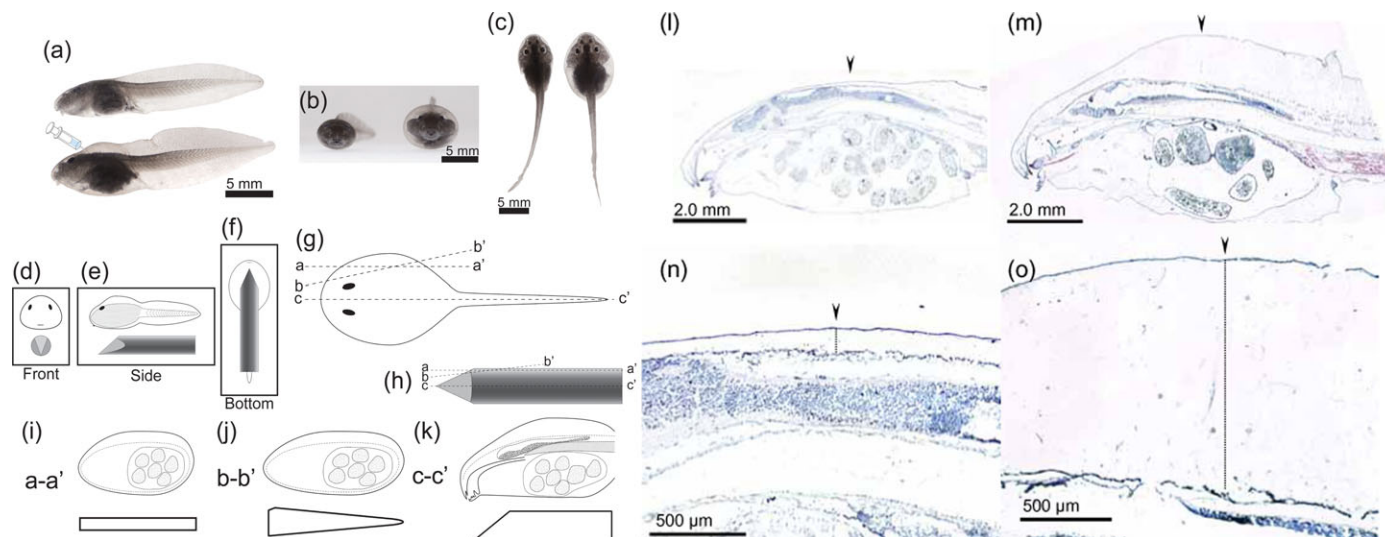 (a)
5 mm
(b)
5 mm
(c)
5 mm
(d)
Front
(e)
Side
(f)
Bottom
(g)
a
a'
b
b'
c
c'
(h)
a
a'
b
b'
c
c'
(i)
a-a'
(j)
b-b'
(k)
c-c'
(l)
2.0 mm
(m)
2.0 mm
(n)
500 µm
(o)
500 µm